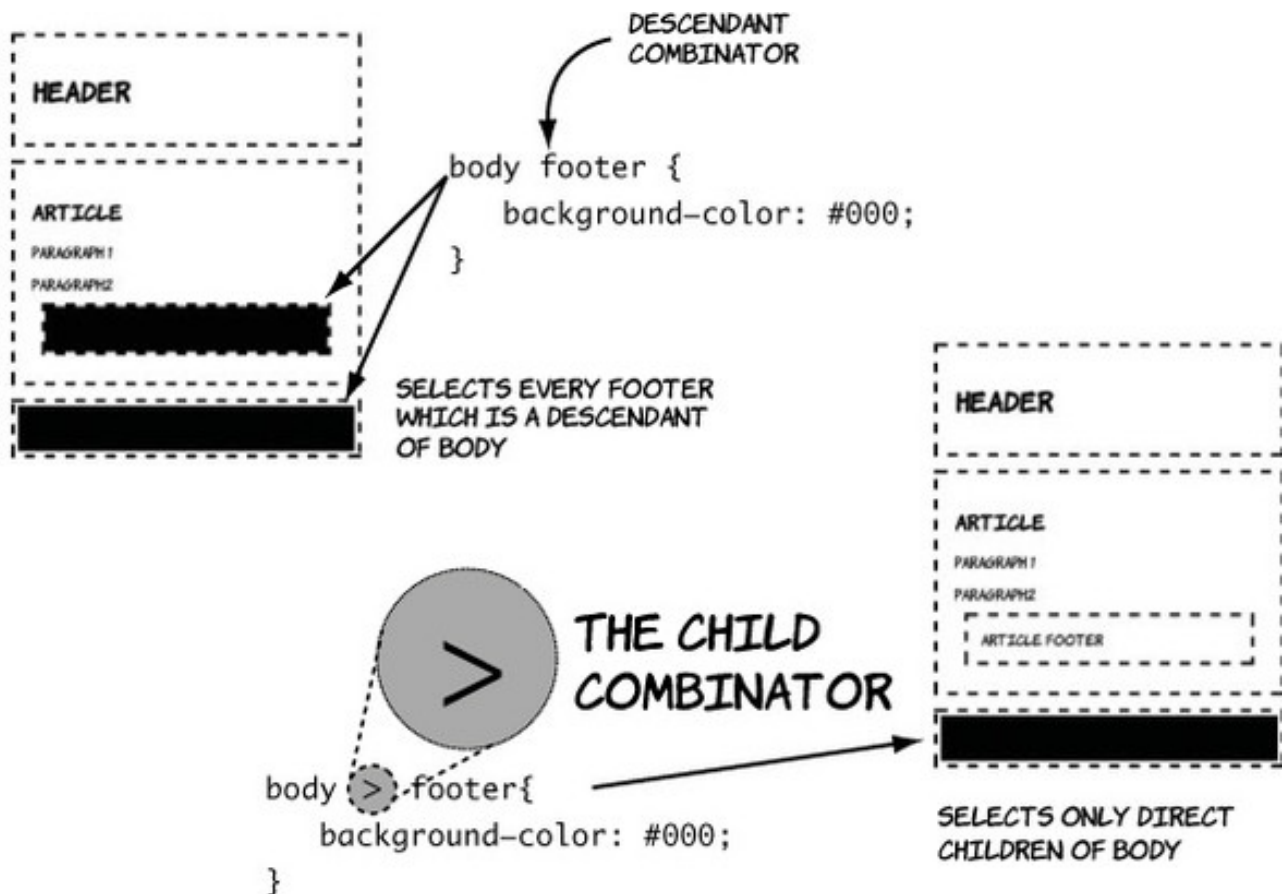 DESCENDANT
COMBINATOR
HEADER
body footer {
background-color: #000;
}
ARTICLE
PARAGRAPH 1
PARAGRAPH2
SELECTS EVERY FOOTER
WHICH IS A DESCENDANT
OF BODY
HEADER
ARTICLE
PARAGRAPH 1
PARAGRAPH2
ARTICLE FOOTER
>
THE CHILD
COMBINATOR
body > footer{
background-color: #000;
}
SELECTS ONLY DIRECT
CHILDREN OF BODY